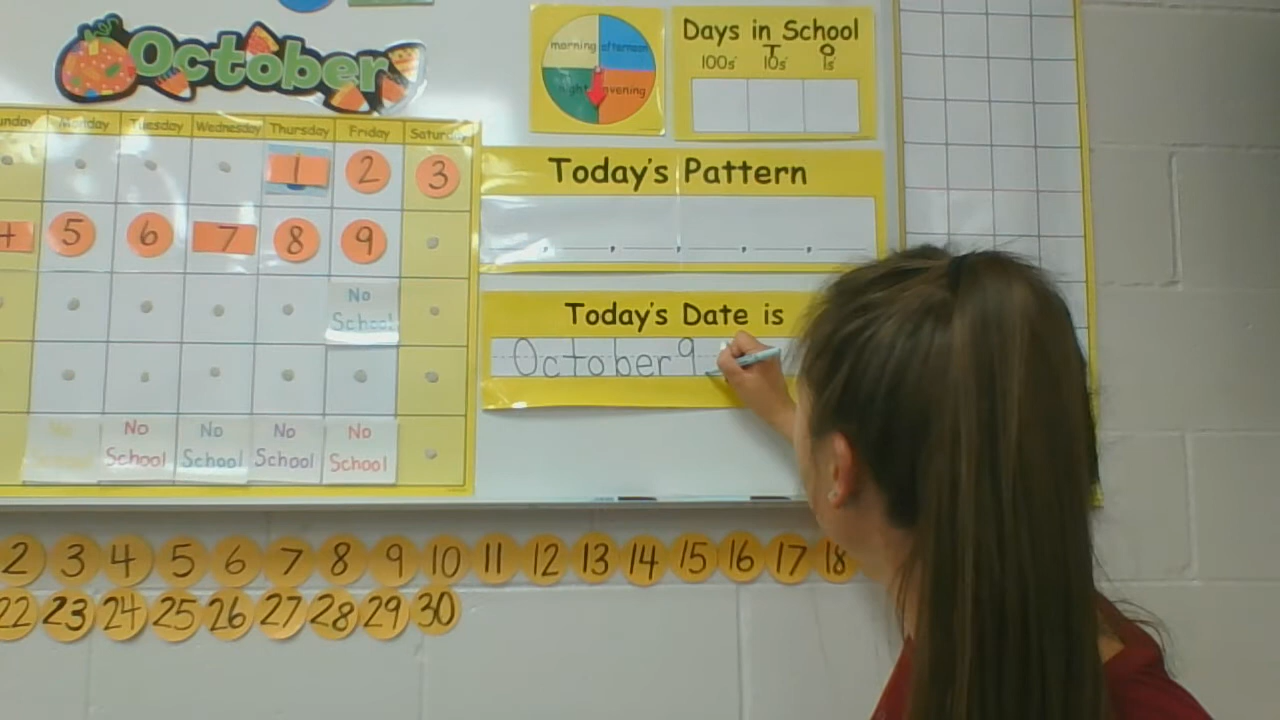 October
morning afternoon
night evening
Days in School
T O
100s 10s 1s
Monday Tuesday Wednesday Thursday Friday Saturday
1 2 3
4 5 6 7 8 9
Today's Pattern
No
School
Today's Date is
October 9
No No No No No
School School School School School
2 3 4 5 6 7 8 9 10 11 12 13 14 15 16 17 18
22 23 24 25 26 27 28 29 30